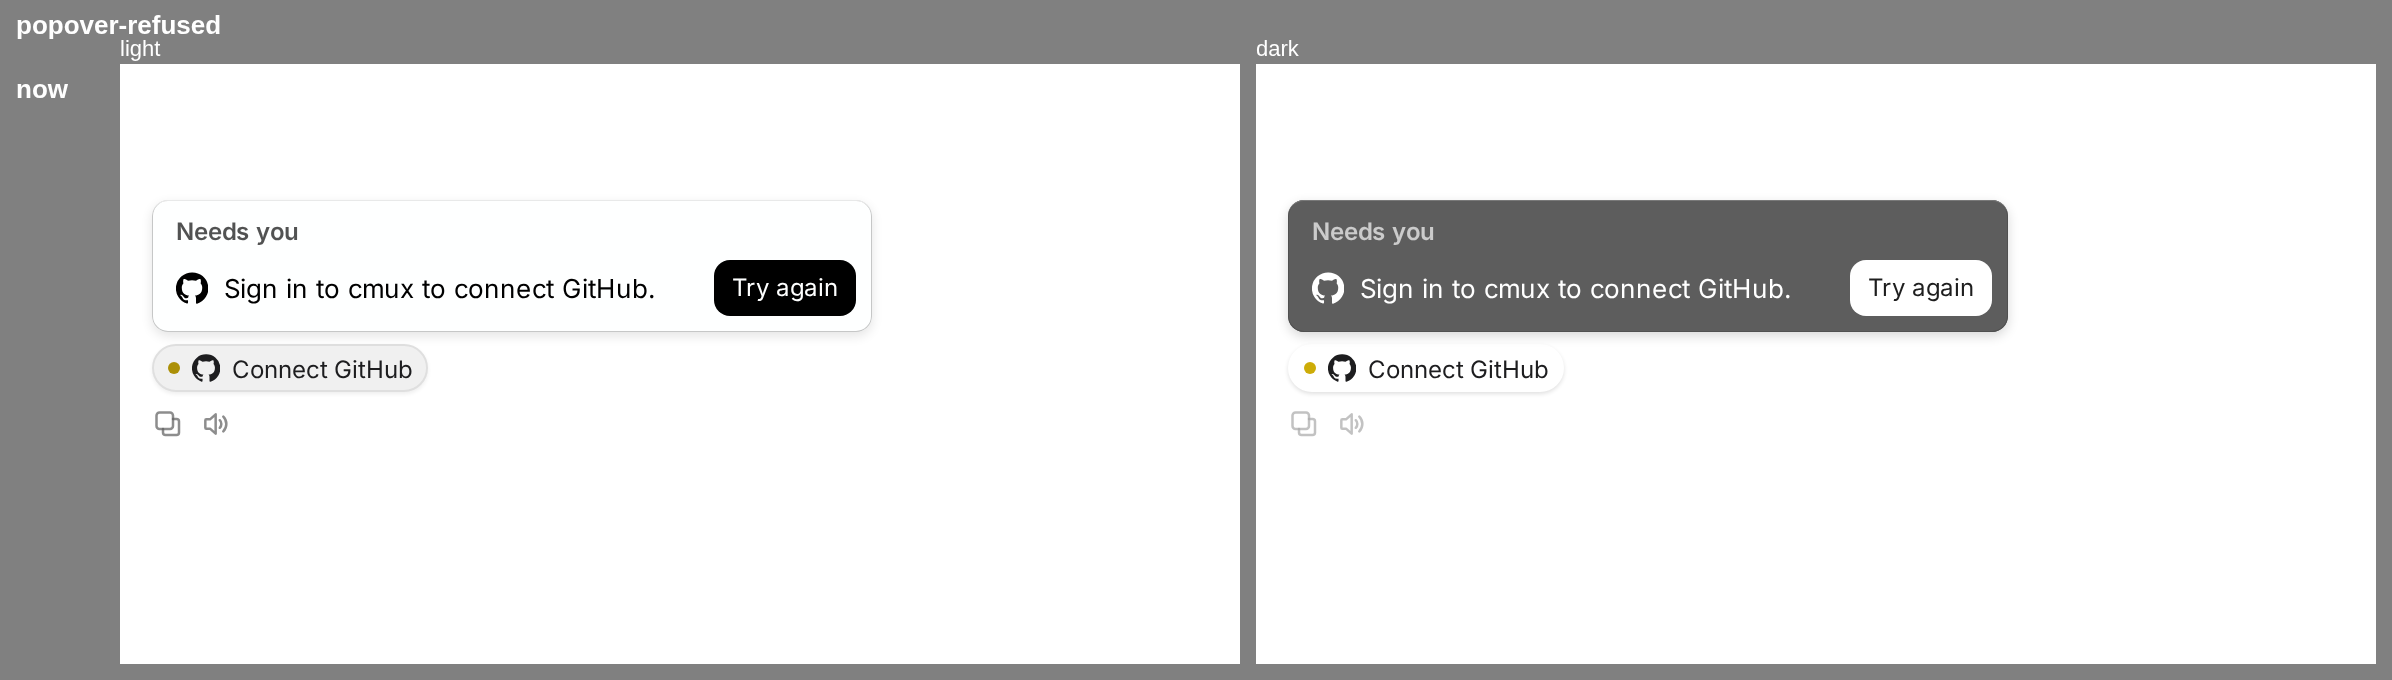 popover-refused
light
dark
now
Needs you
Sign in to cmux to connect GitHub.
Try again
Connect GitHub
Needs you
Sign in to cmux to connect GitHub.
Try again
Connect GitHub